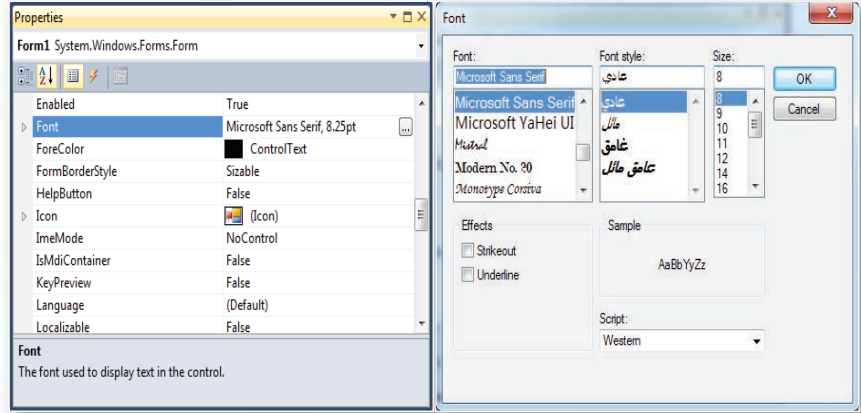 Properties
Form1 System.Windows.Forms.Form
Enabled True
Font Microsoft Sans Serif, 8.25pt ...
ForeColor ControlText
FormBorderStyle Sizable
HelpButton False
Icon (Icon)
ImeMode NoControl
IsMdiContainer False
KeyPreview False
Language (Default)
Localizable False
Font
The font used to display text in the control.
Font
Font:
Microsoft Sans Serif
Microsoft Sans Serif
Microsoft YaHei UI
Mistral
Modern No. 20
Monotype Corsiva
Font style:
عادي
عادي
مائل
غامق
غامق مائل
Size:
8
8
9
10
11
12
14
16
OK
Cancel
Effects
Strikeout
Underline
Sample
AaBbYyZz
Script:
Western